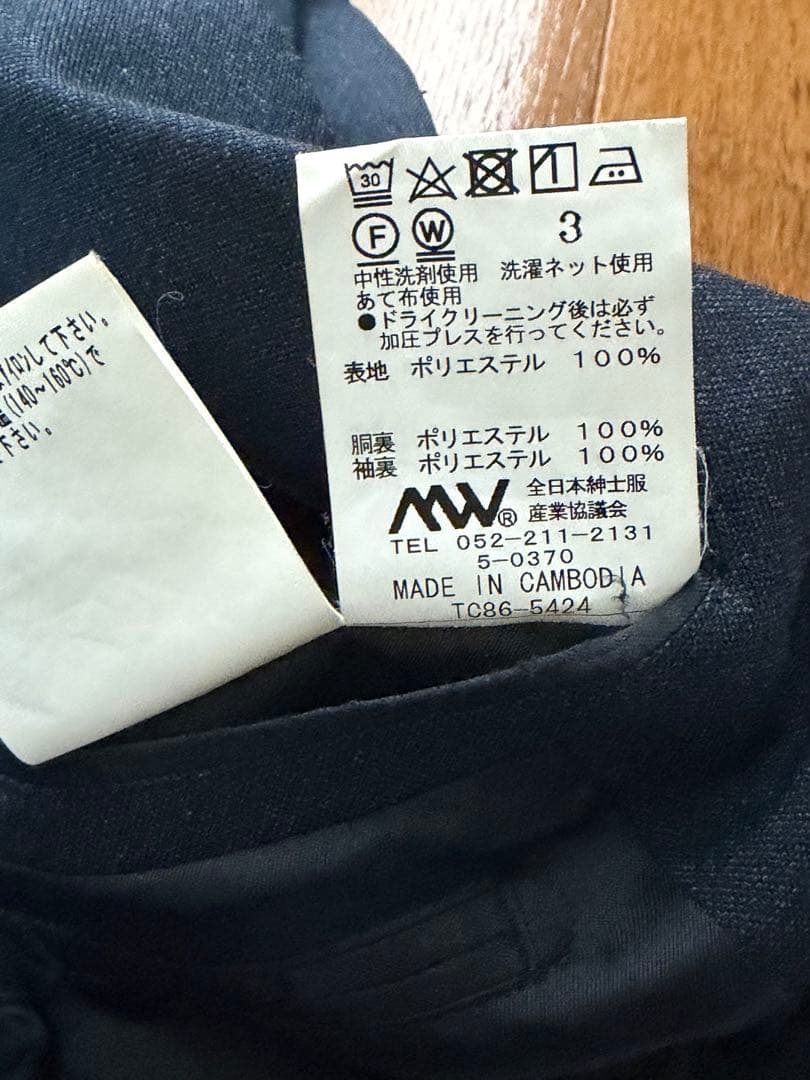 30
F W 3
中性洗剤使用 洗濯ネット使用
あて布使用
●ドライクリーニング後は必ず
加圧プレスを行ってください。
表地 ポリエステル 100%
胴裏 ポリエステル 100%
袖裏 ポリエステル 100%
MW® 全日本紳士服
産業協議会
TEL 052-211-2131
5-0370
MADE IN CAMBODIA
TC86-5424
して下さい。
(140~160℃)で
下さい。